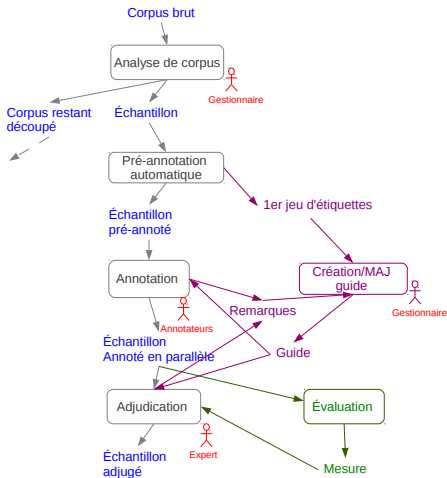 Corpus brut
Analyse de corpus
Gestionnaire
Corpus restant
découpé
Échantillon
Pré-annotation
automatique
1er jeu d'étiquettes
Échantillon
pré-annoté
Annotation
Création/MAJ
guide
Remarques
Gestionnaire
Annotateurs
Échantillon
Annoté en parallèle
Guide
Adjudication
Évaluation
Expert
Échantillon
adjugé
Mesure